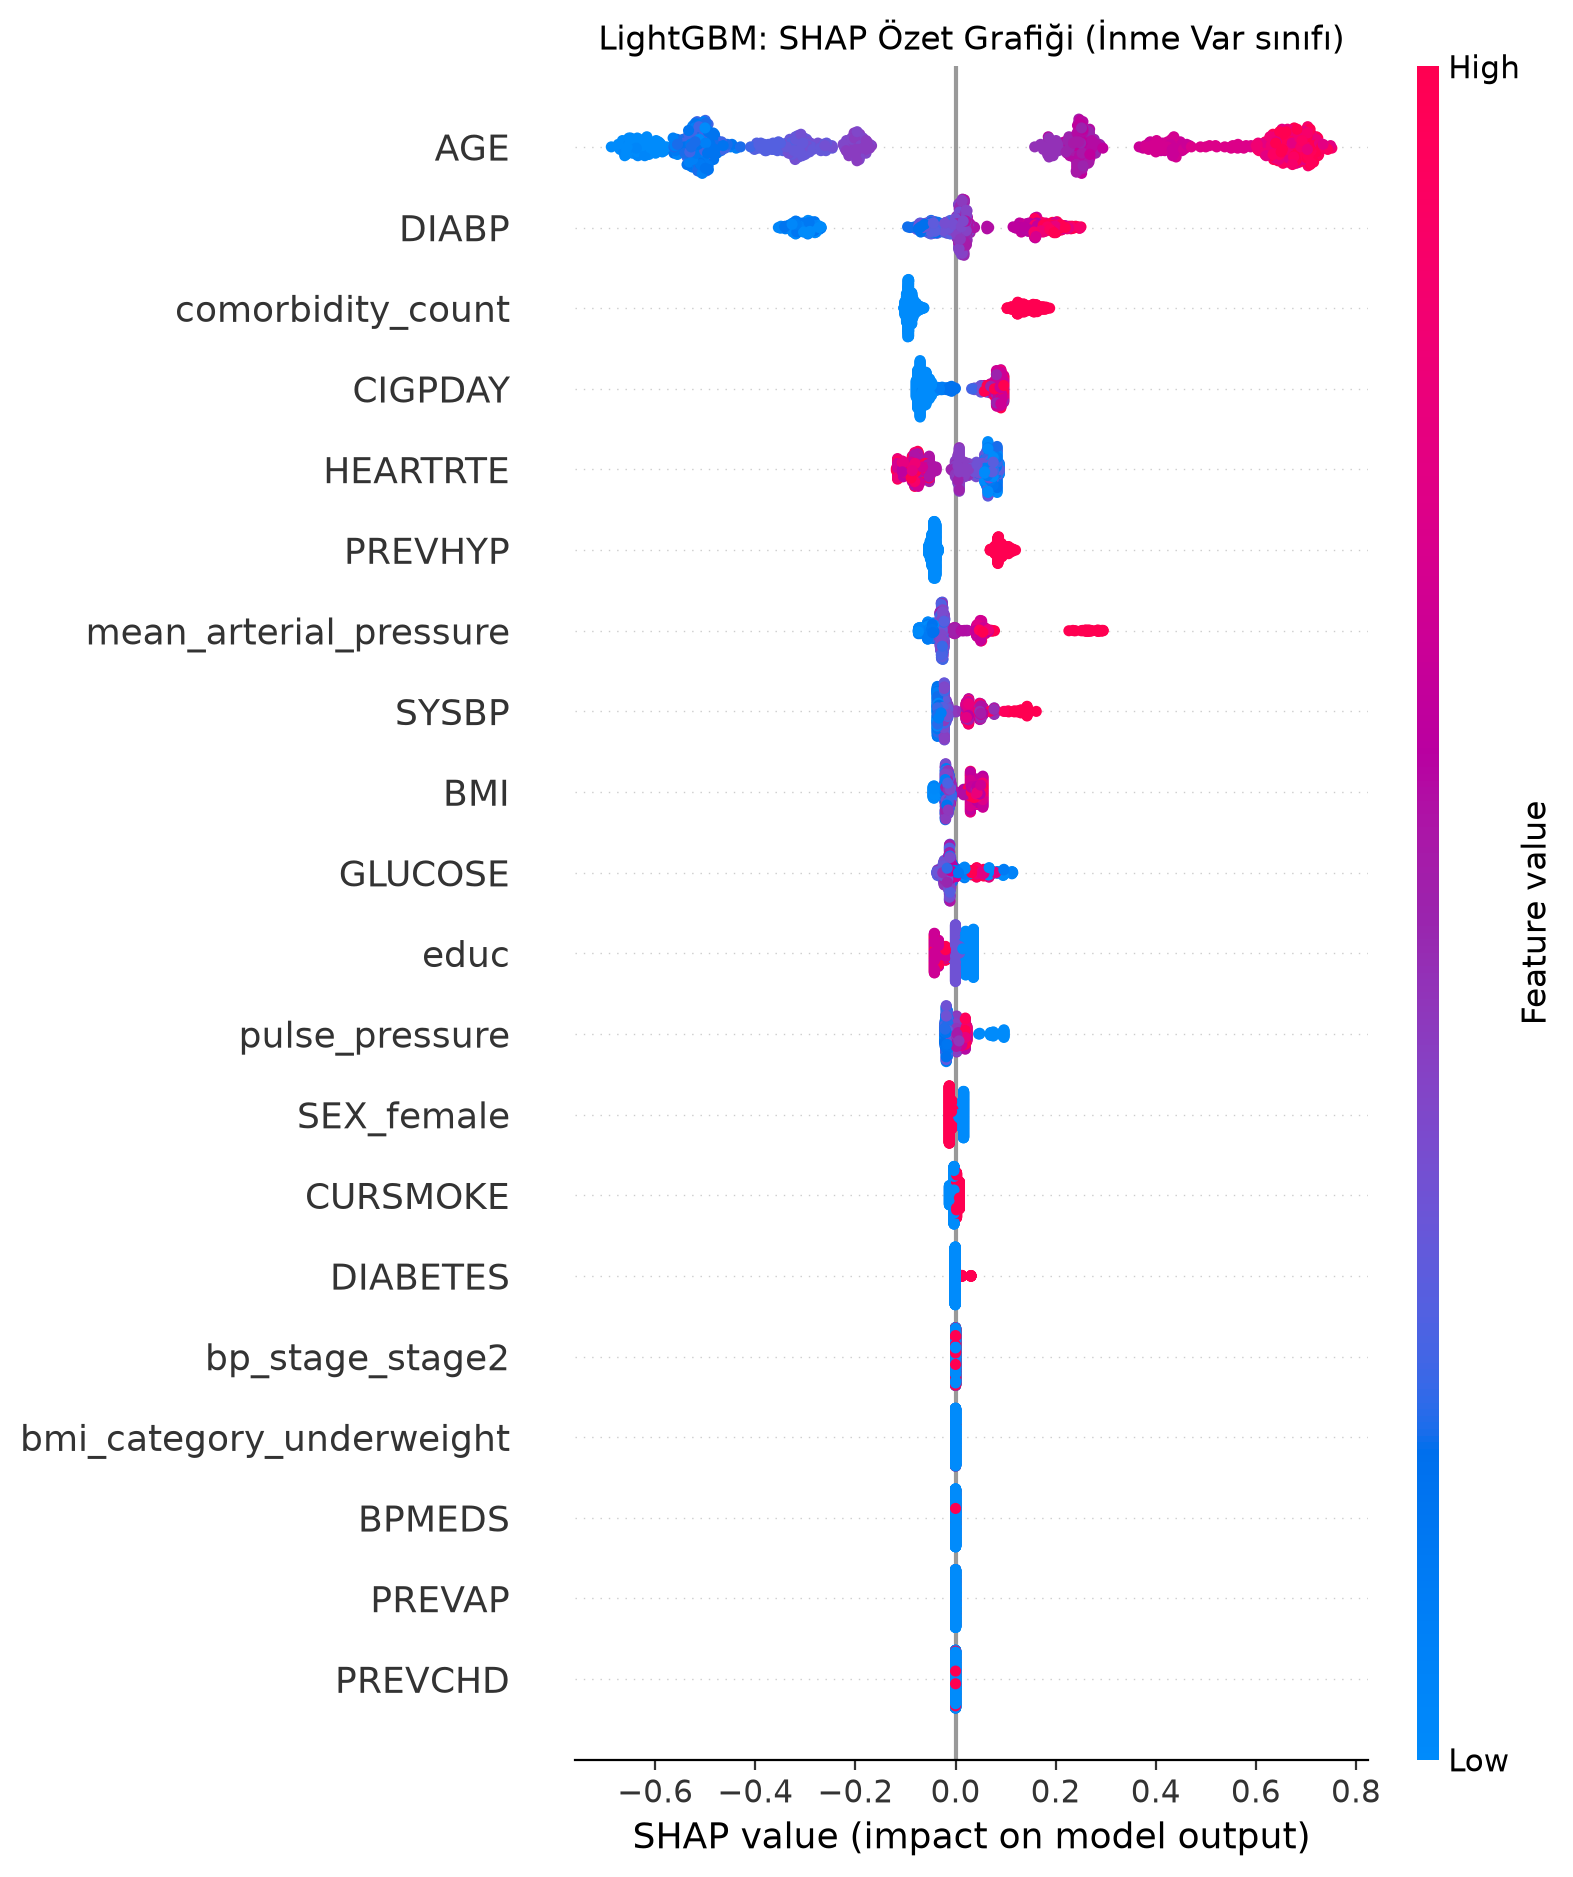 LightGBM: SHAP Özet Grafiği (İnme Var sınıfı)
High
AGE
DIABP
comorbidity_count
CIGPDAY
HEARTRTE
PREVHYP
mean_arterial_pressure
SYSBP
BMI
GLUCOSE
educ
pulse_pressure
SEX_female
CURSMOKE
DIABETES
bp_stage_stage2
bmi_category_underweight
BPMEDS
PREVAP
PREVCHD
Feature value
Low
−0.6 −0.4 −0.2 0.0 0.2 0.4 0.6 0.8
SHAP value (impact on model output)